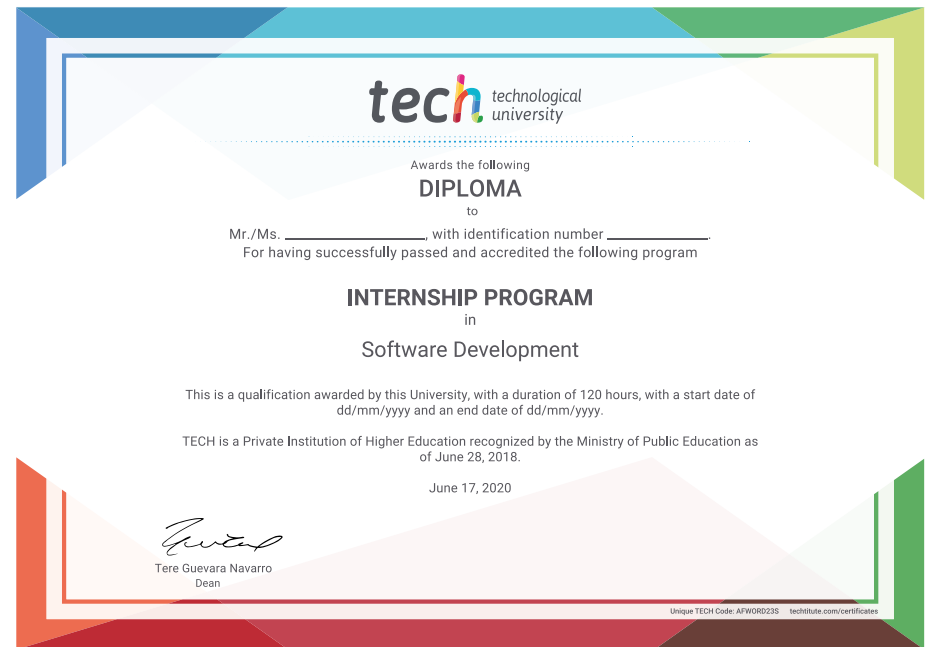 tech technological
university
Awards the following
DIPLOMA
to
Mr./Ms. ____________________, with identification number ______________.
For having successfully passed and accredited the following program
INTERNSHIP PROGRAM
in
Software Development
This is a qualification awarded by this University, with a duration of 120 hours, with a start date of
dd/mm/yyyy and an end date of dd/mm/yyyy.
TECH is a Private Institution of Higher Education recognized by the Ministry of Public Education as
of June 28, 2018.
June 17, 2020
Tere Guevara Navarro
Dean
Unique TECH Code: AFWORD23S techtitute.com/certificates